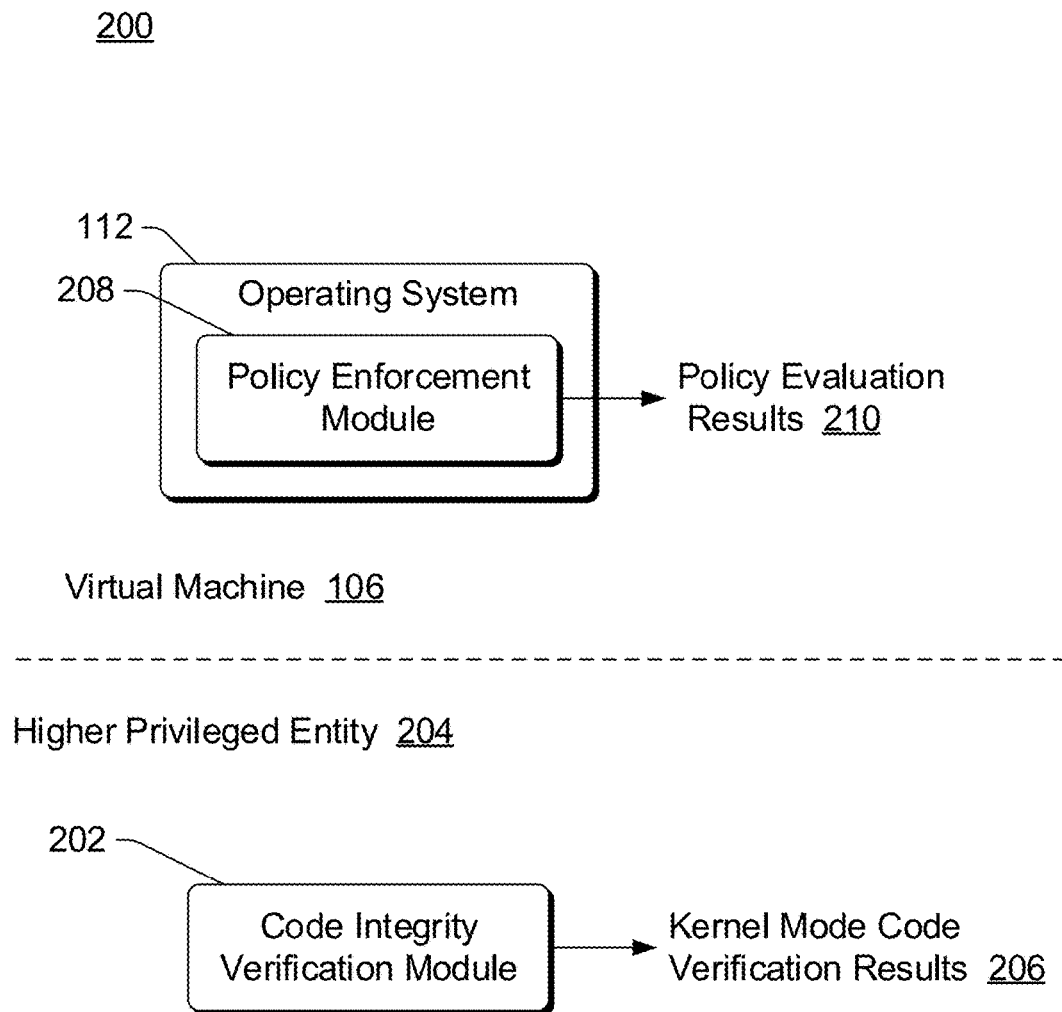 200
112
Operating System
208
Policy Enforcement
Module
Policy Evaluation
Results 210
Virtual Machine 106
Higher Privileged Entity 204
202
Code Integrity
Verification Module
Kernel Mode Code
Verification Results 206